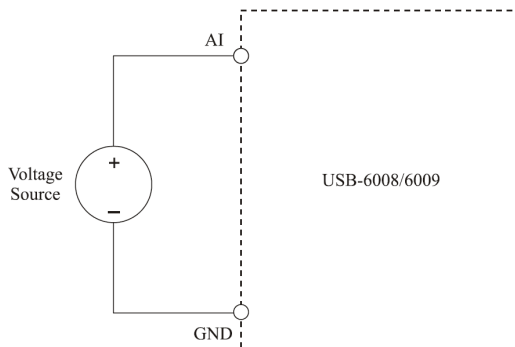 AI
+
Voltage
Source
–
USB-6008/6009
GND